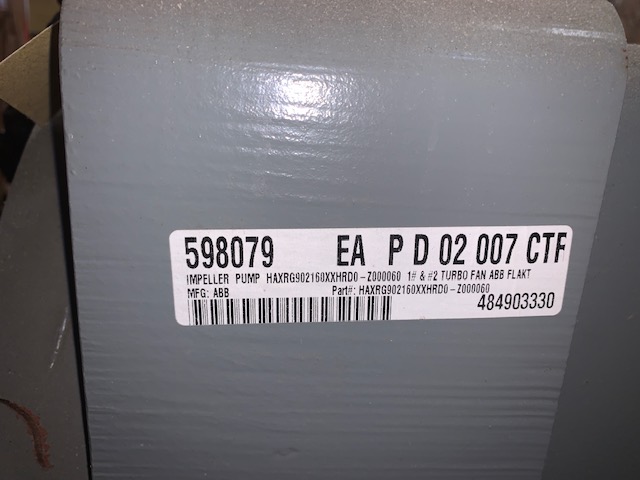 598079 EA P D 02 007 CTF
IMPELLER PUMP HAXRG902160XXHRD0-Z000060 1# & #2 TURBO FAN ABB FLAKT
MFG: ABB Part#: HAXRG902160XXHRD0-Z000060
484903330